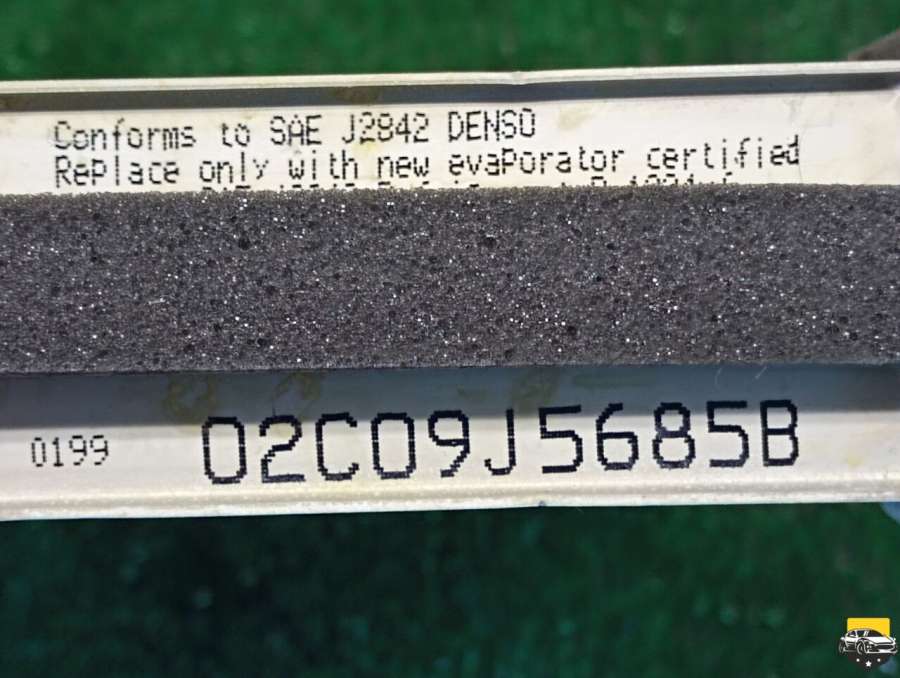 Conforms to SAE J2842 DENSO
Replace only with new evaporator certified
0199 02C09J5685B